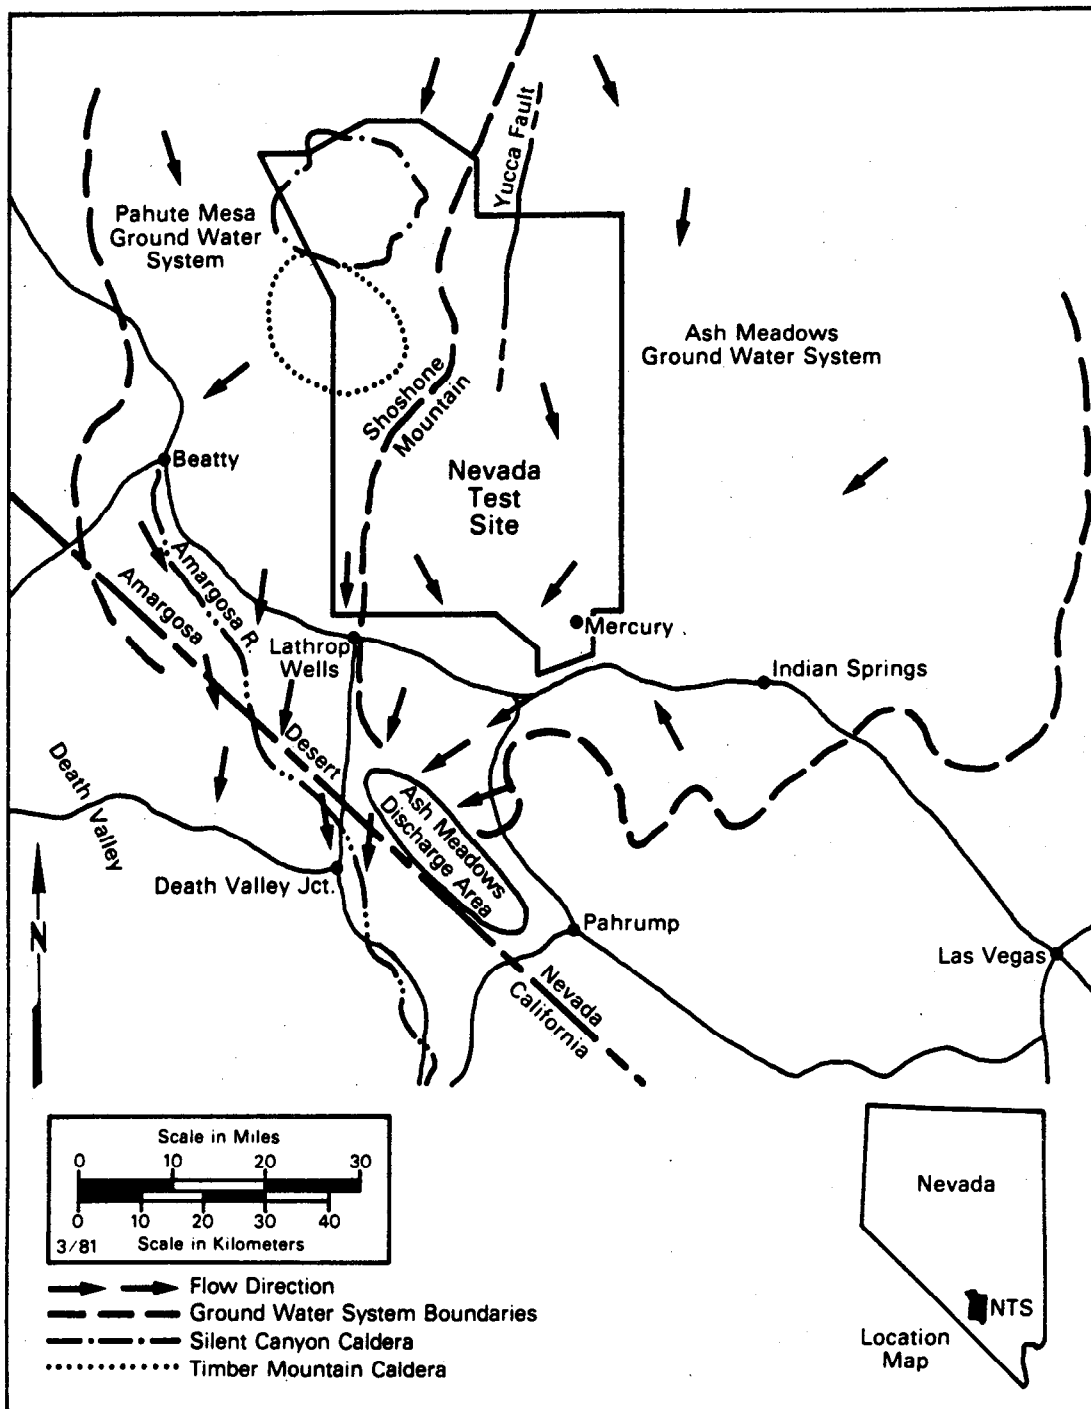 Yucca Fault
Pahute Mesa
Ground Water
System
Ash Meadows
Ground Water System
Shoshone
Mountain
Beatty
Nevada
Test
Site
Amargosa R.
Amargosa
Desert
Mercury
Lathrop
Wells
Indian Springs
Death Valley
Ash Meadows
Discharge Area
Death Valley Jct.
Pahrump
Las Vegas
N
Nevada
California
Scale in Miles
0 10 20 30
0 10 20 30 40
3/81 Scale in Kilometers
Flow Direction
Ground Water System Boundaries
Silent Canyon Caldera
Timber Mountain Caldera
Nevada
NTS
Location
Map